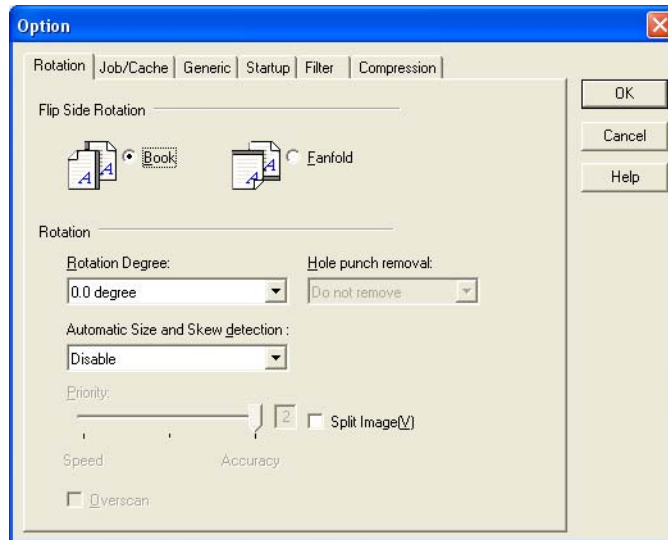 Option
Rotation Job/Cache Generic Startup Filter Compression
OK
Cancel
Help
Flip Side Rotation
A A Book A A Fanfold
Rotation
Rotation Degree: Hole punch removal:
0.0 degree Do not remove
Automatic Size and Skew detection :
Disable
Priority:
2 Split Image(V)
Speed Accuracy
Overscan